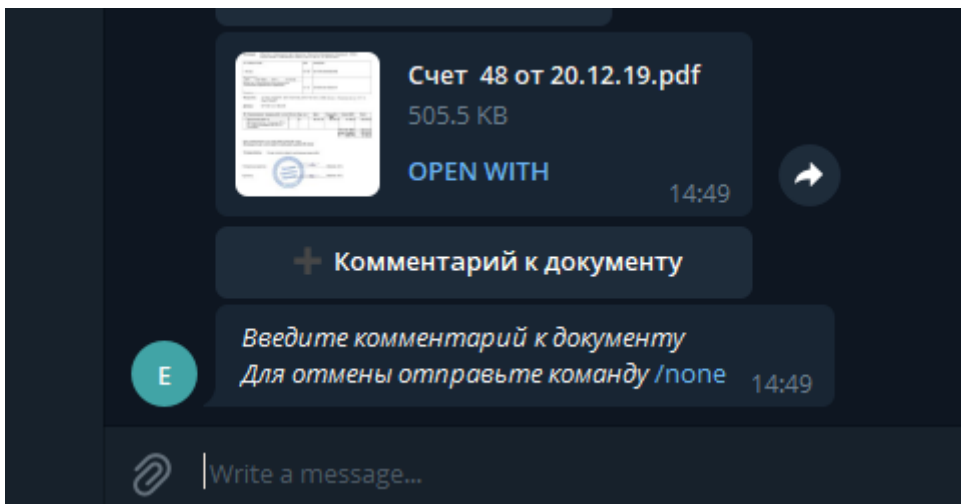 Счет 48 от 20.12.19.pdf
505.5 KB
OPEN WITH
14:49
➕ Комментарий к документу
Введите комментарий к документу
Для отмены отправьте команду /none
14:49
E
Write a message...